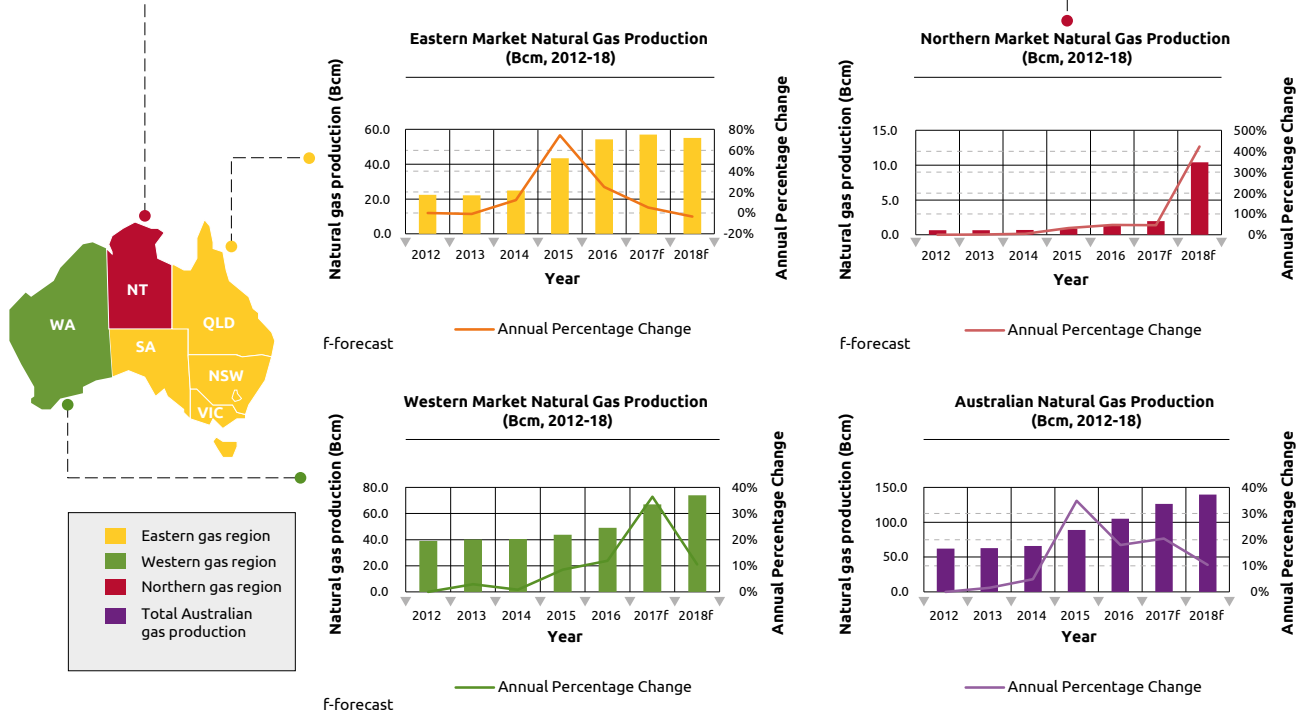 Eastern Market Natural Gas Production
(Bcm, 2012-18)
Natural gas production (Bcm)
Annual Percentage Change
60.0
40.0
20.0
0.0
80%
60%
40%
20%
0%
-20%
2012 2013 2014 2015 2016 2017f 2018f
Year
Annual Percentage Change
f-forecast
Northern Market Natural Gas Production
(Bcm, 2012-18)
Natural gas production (Bcm)
Annual Percentage Change
15.0
10.0
5.0
0.0
500%
400%
300%
200%
100%
0%
2012 2013 2014 2015 2016 2017f 2018f
Year
Annual Percentage Change
f-forecast
WA
NT
QLD
SA
NSW
VIC
Eastern gas region
Western gas region
Northern gas region
Total Australian
gas production
Western Market Natural Gas Production
(Bcm, 2012-18)
Natural gas production (Bcm)
Annual Percentage Change
80.0
60.0
40.0
20.0
0.0
40%
30%
20%
10%
0%
2012 2013 2014 2015 2016 2017f 2018f
Year
Annual Percentage Change
f-forecast
Australian Natural Gas Production
(Bcm, 2012-18)
Natural gas production (Bcm)
Annual Percentage Change
150.0
100.0
50.0
0.0
40%
30%
20%
10%
0%
2012 2013 2014 2015 2016 2017f 2018f
Year
Annual Percentage Change